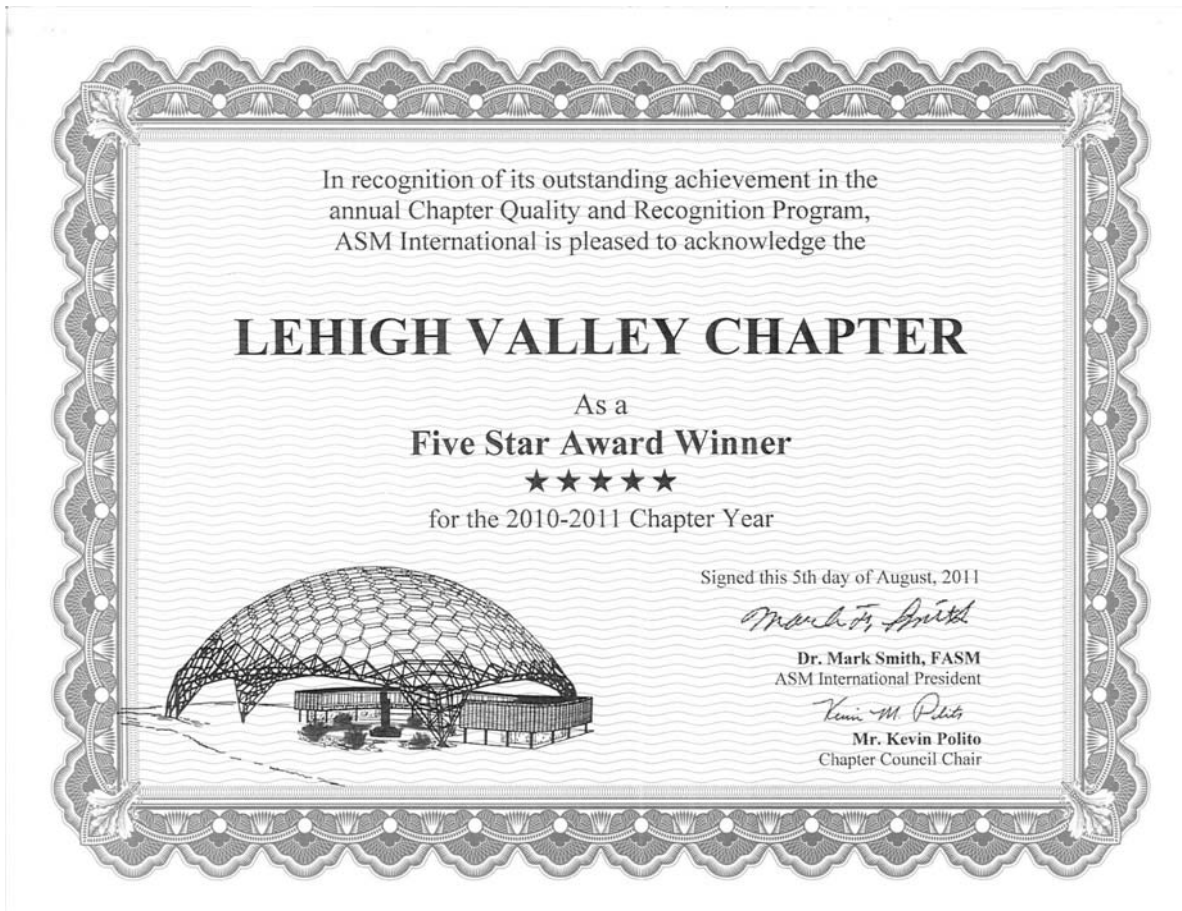 In recognition of its outstanding achievement in the
annual Chapter Quality and Recognition Program,
ASM International is pleased to acknowledge the
LEHIGH VALLEY CHAPTER
As a
Five Star Award Winner
★★★★★
for the 2010-2011 Chapter Year
Signed this 5th day of August, 2011
Mark F. Smith
Dr. Mark Smith, FASM
ASM International President
Kevin M. Polito
Mr. Kevin Polito
Chapter Council Chair